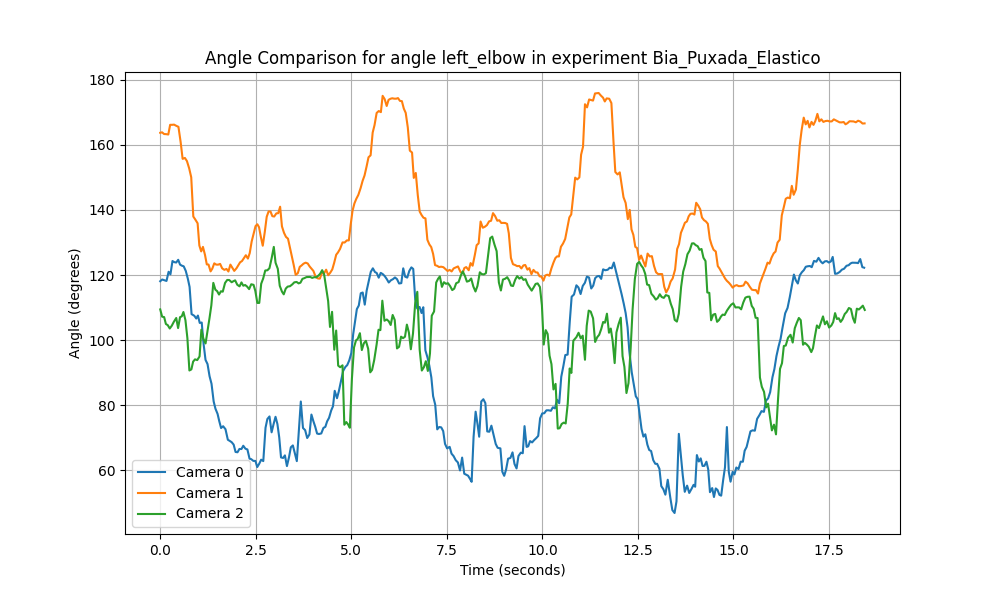 Angle Comparison for angle left_elbow in experiment Bia_Puxada_Elastico
180
160
140
120
100
80
60
Angle (degrees)
Camera 0
Camera 1
Camera 2
0.0 2.5 5.0 7.5 10.0 12.5 15.0 17.5
Time (seconds)